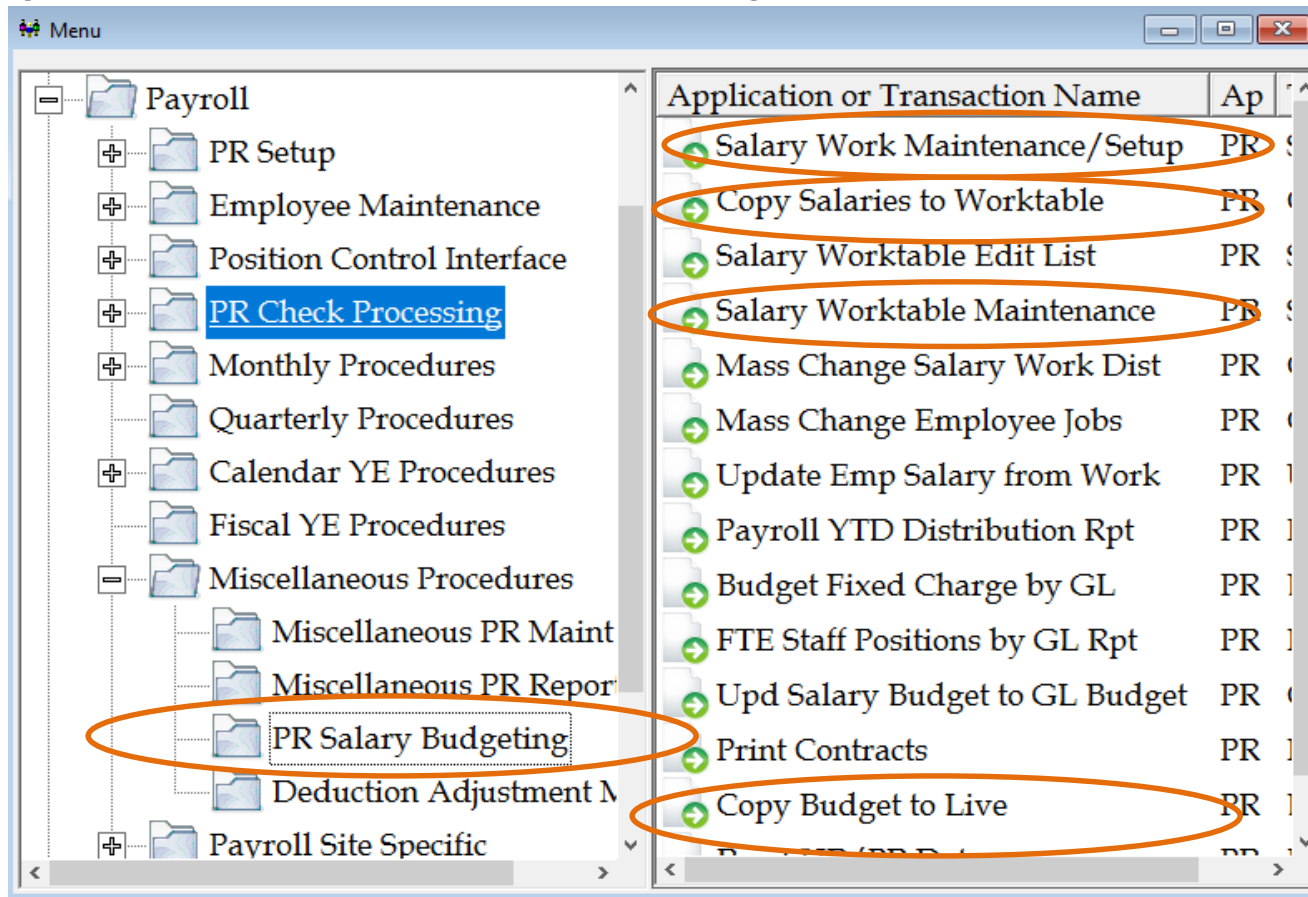 Menu
Payroll
PR Setup
Employee Maintenance
Position Control Interface
PR Check Processing
Monthly Procedures
Quarterly Procedures
Calendar YE Procedures
Fiscal YE Procedures
Miscellaneous Procedures
Miscellaneous PR Maint
Miscellaneous PR Repor
PR Salary Budgeting
Deduction Adjustment M
Payroll Site Specific
Application or Transaction Name Ap
Salary Work Maintenance/Setup PR
Copy Salaries to Worktable PR
Salary Worktable Edit List PR
Salary Worktable Maintenance PR
Mass Change Salary Work Dist PR
Mass Change Employee Jobs PR
Update Emp Salary from Work PR
Payroll YTD Distribution Rpt PR
Budget Fixed Charge by GL PR
FTE Staff Positions by GL Rpt PR
Upd Salary Budget to GL Budget PR
Print Contracts PR
Copy Budget to Live PR